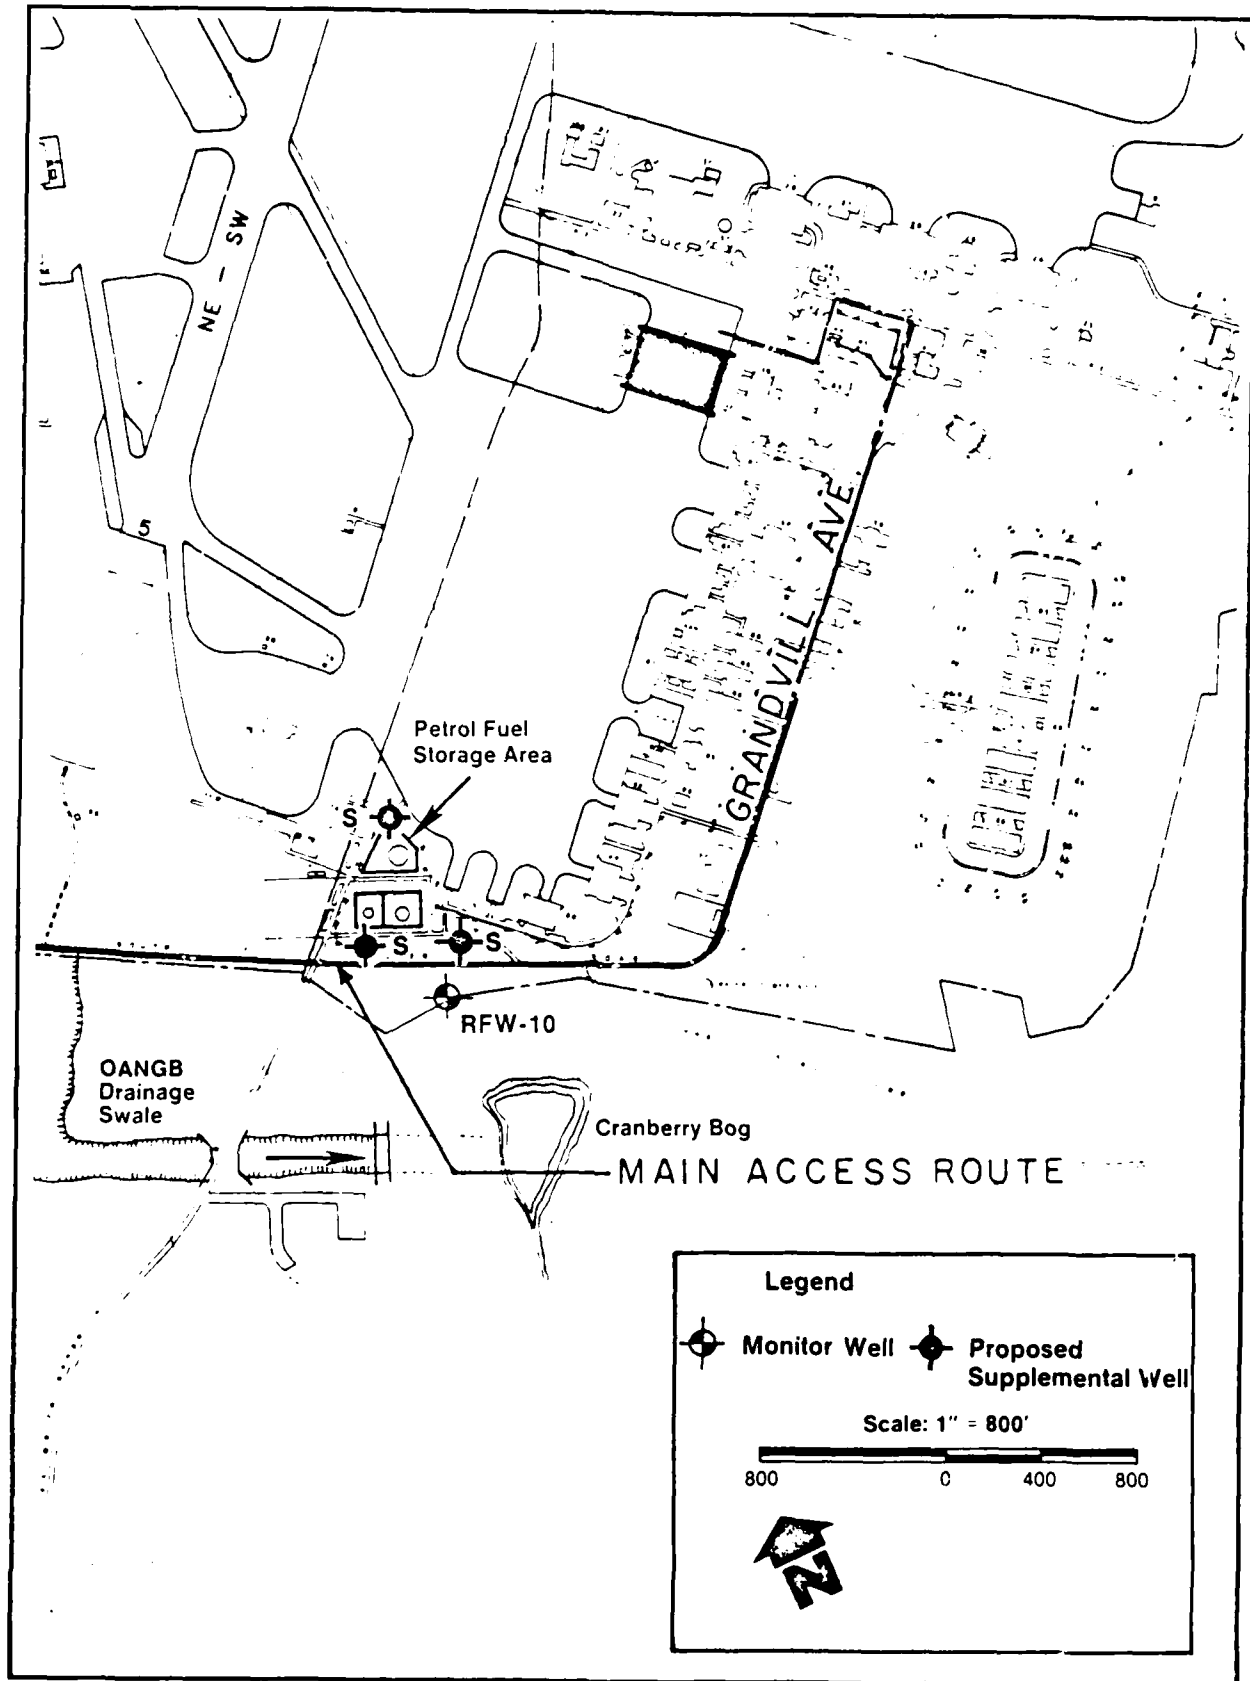 NE - SW
5
GRANDVILL AVE
Petrol Fuel
Storage Area
S
S
S
RFW-10
OANGB
Drainage
Swale
Cranberry Bog
MAIN ACCESS ROUTE
Legend
Monitor Well
Proposed
Supplemental Well
Scale: 1" = 800'
800 0 400 800
N